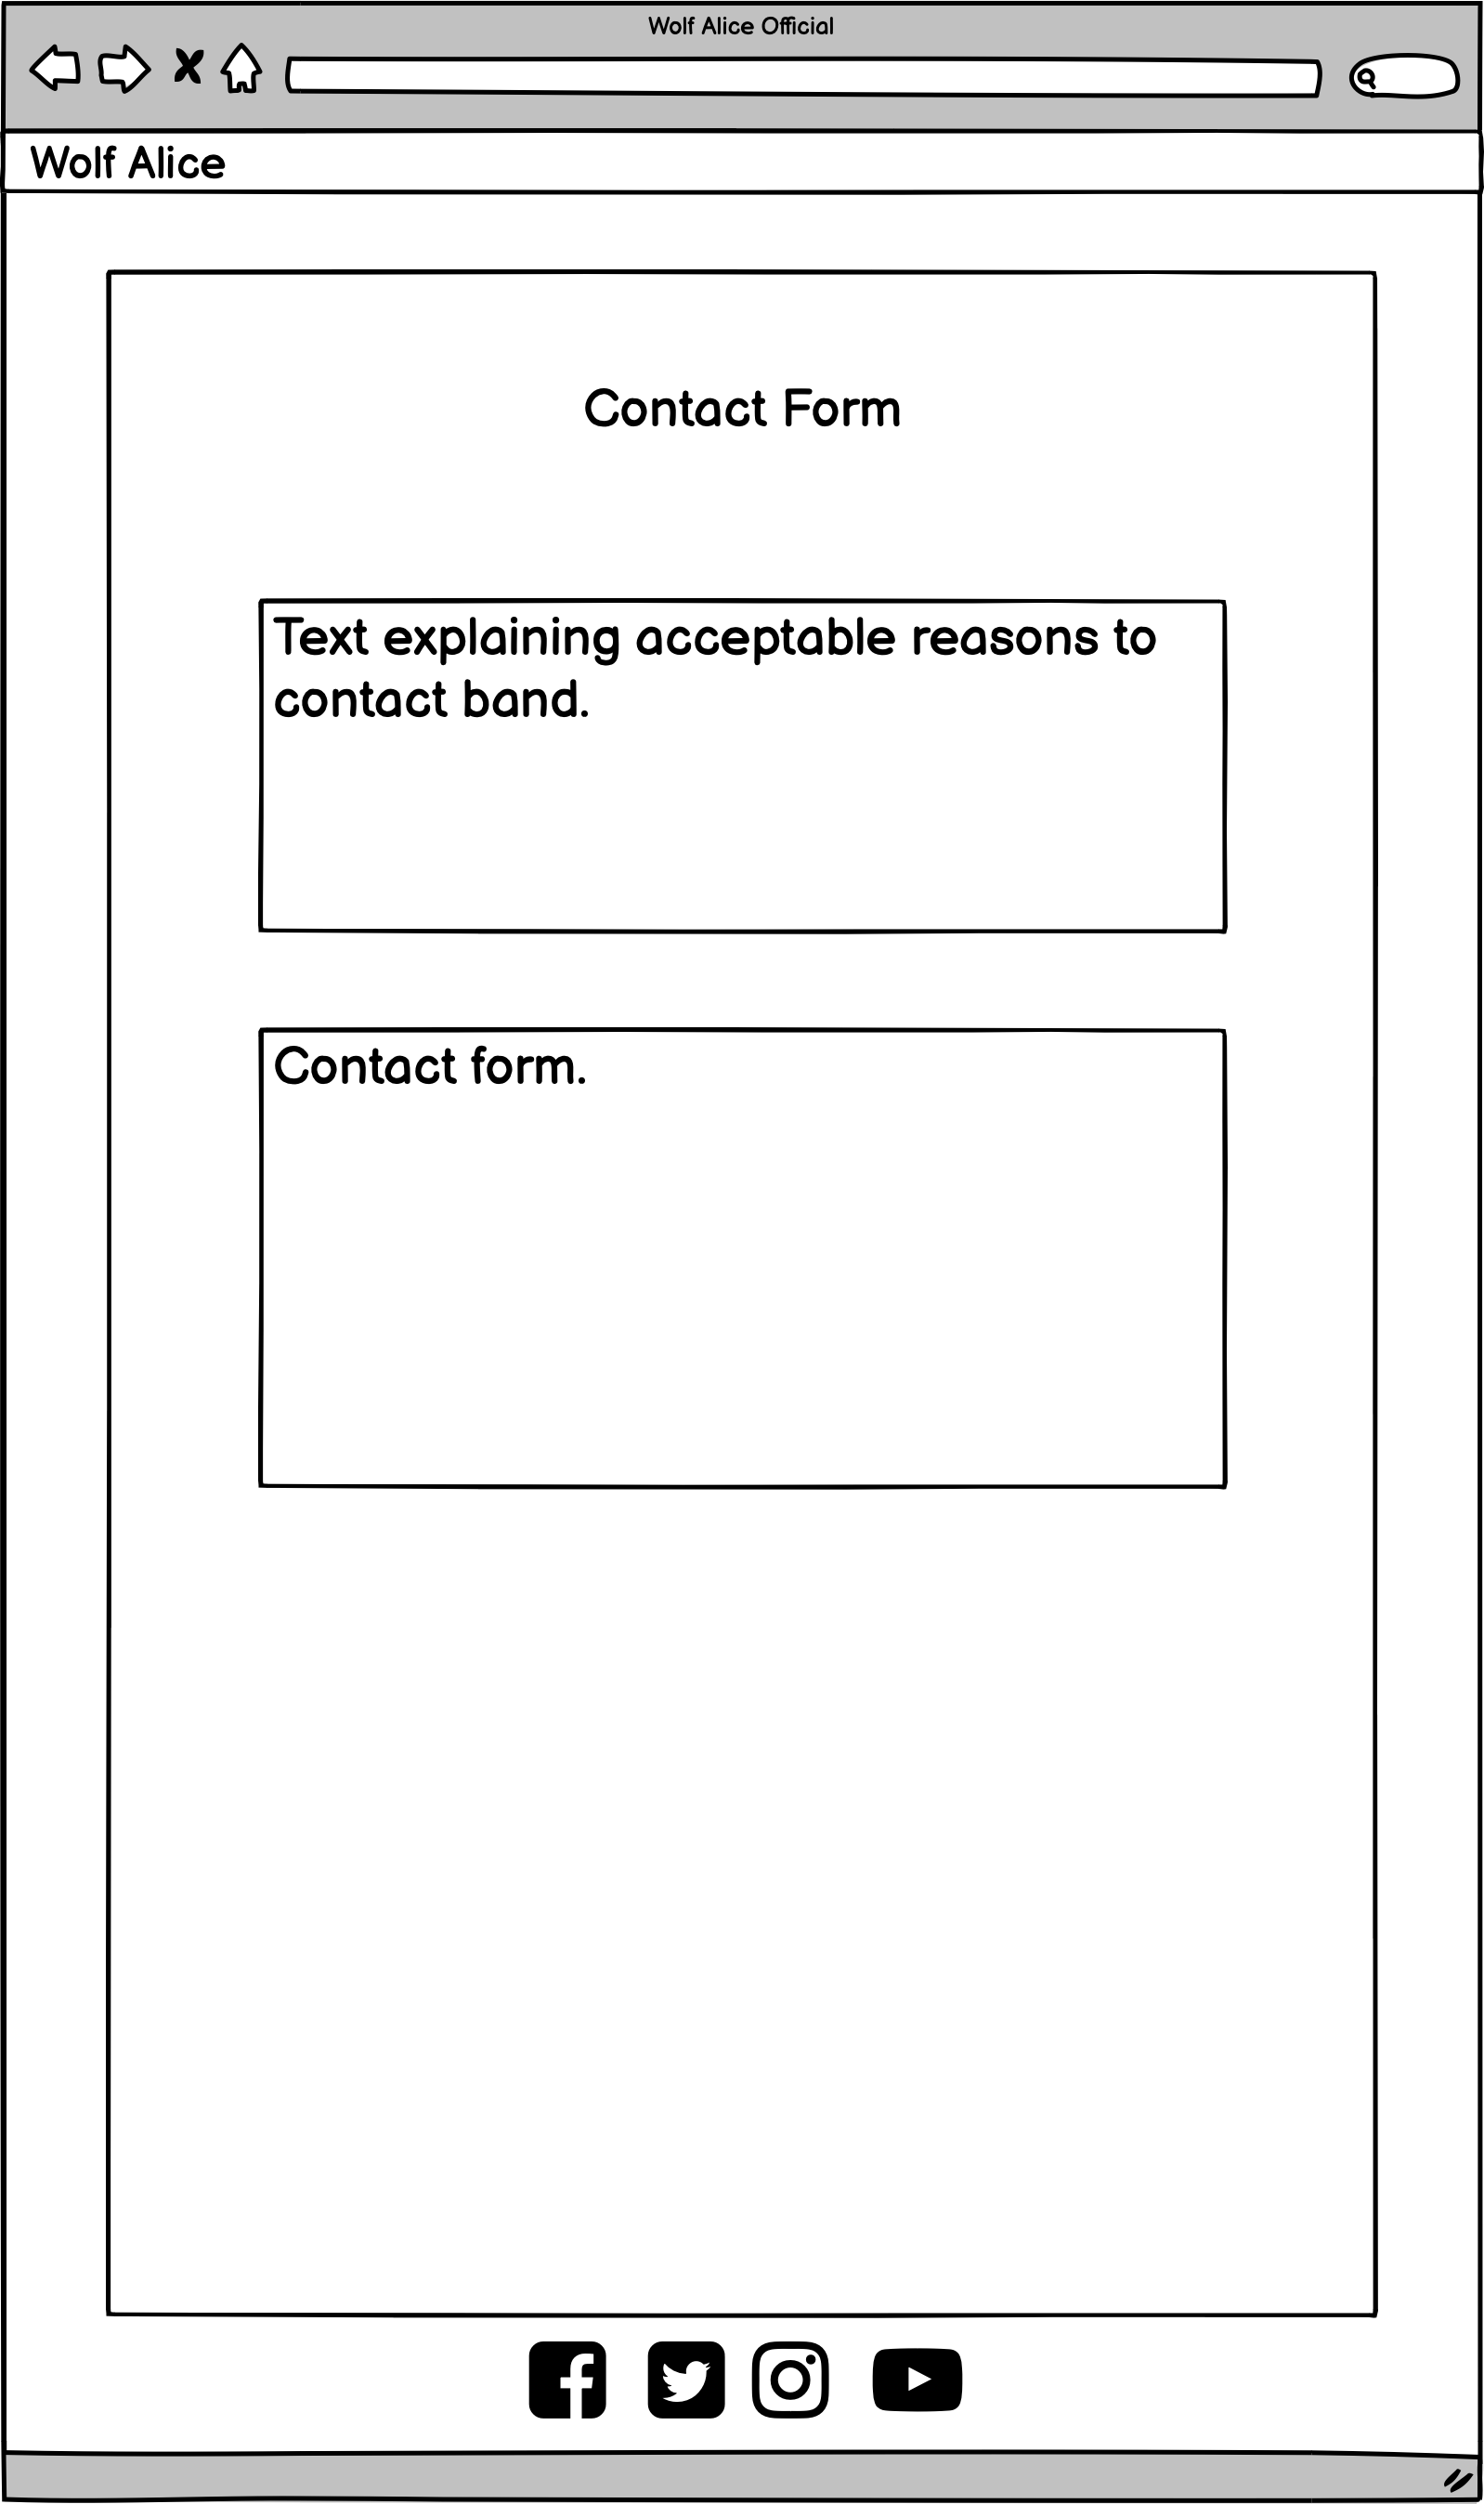 Wolf Alice Official
Wolf Alice
Contact Form
Text explaining acceptable reasons to
contact band.
Contact form.